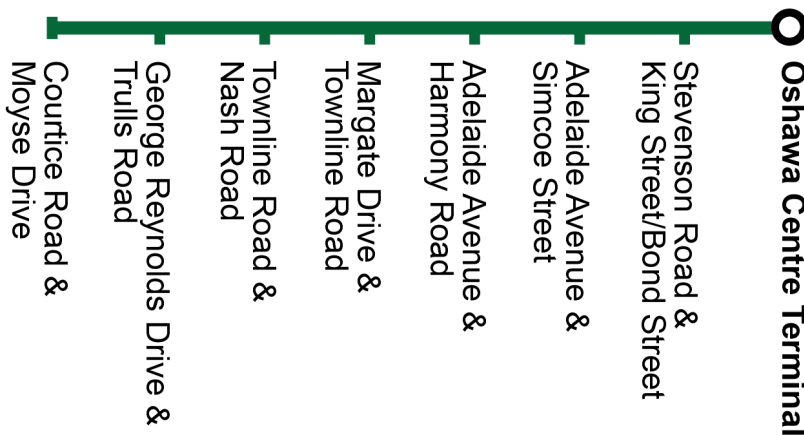 Oshawa Centre Terminal
Stevenson Road &
King Street/Bond Street
Adelaide Avenue &
Simcoe Street
Adelaide Avenue &
Harmony Road
Margate Drive &
Townline Road
Townline Road &
Nash Road
George Reynolds Drive &
Trulls Road
Courtice Road &
Moyse Drive